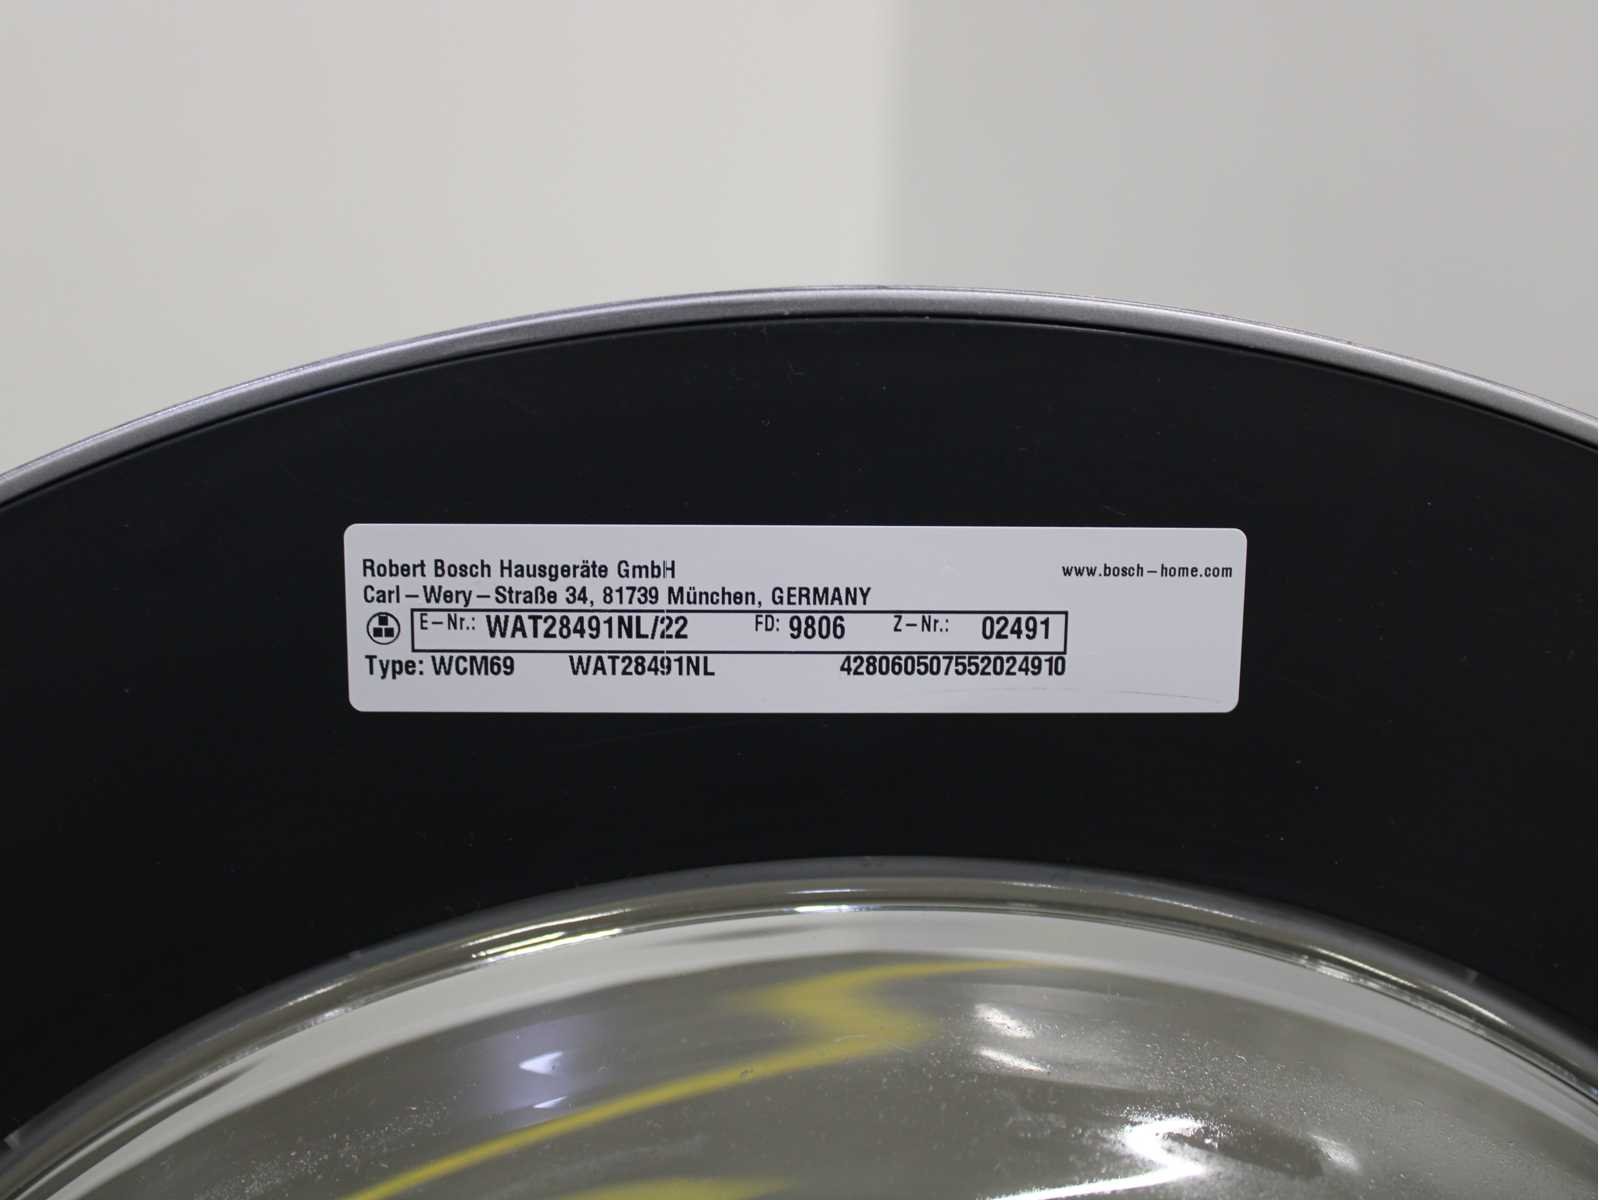 Robert Bosch Hausgeräte GmbH
www.bosch-home.com
Carl-Wery-Straße 34, 81739 München, GERMANY
E-Nr.: WAT28491NL/22 FD: 9806 Z-Nr.: 02491
Type: WCM69 WAT28491NL 428060507552024910